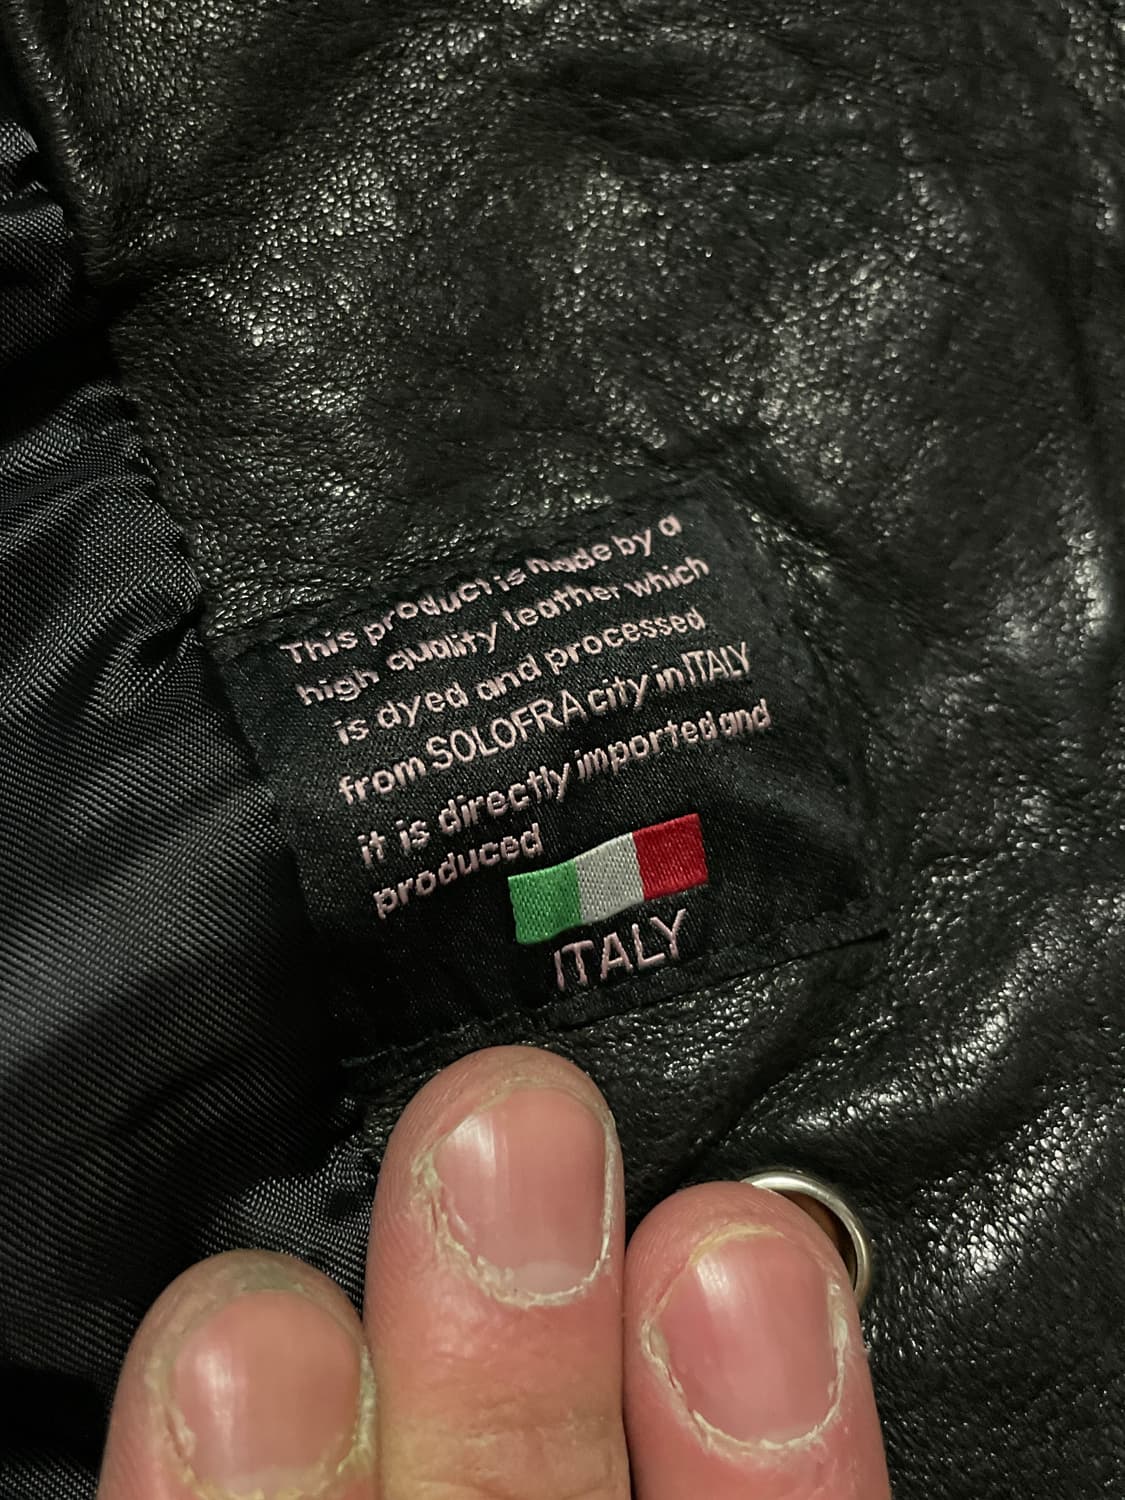 This product is made by a
high quality leather which
is dyed and processed
from SOLOFRA city in ITALY
it is directly imported and
produced
ITALY